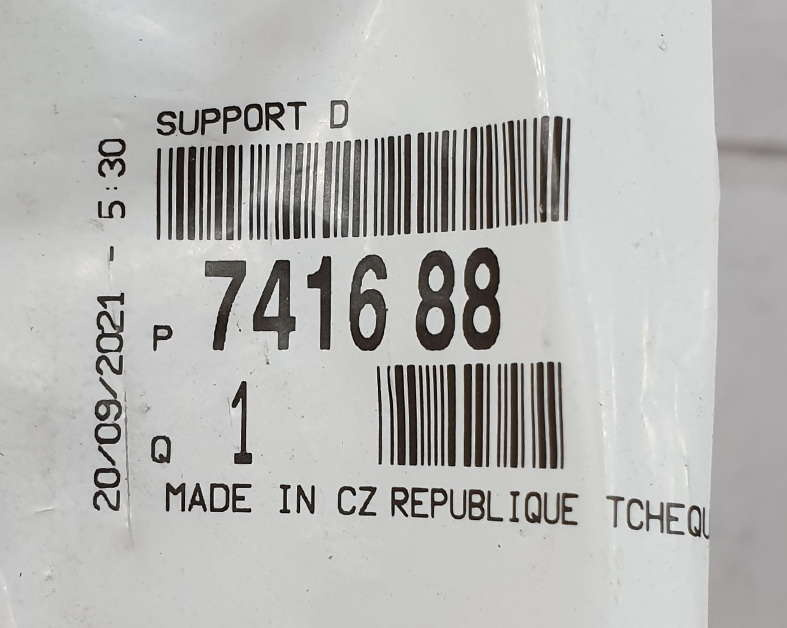 SUPPORT D
20/09/2021 - 5:30
P 7416 88
Q 1
MADE IN CZ REPUBLIQUE